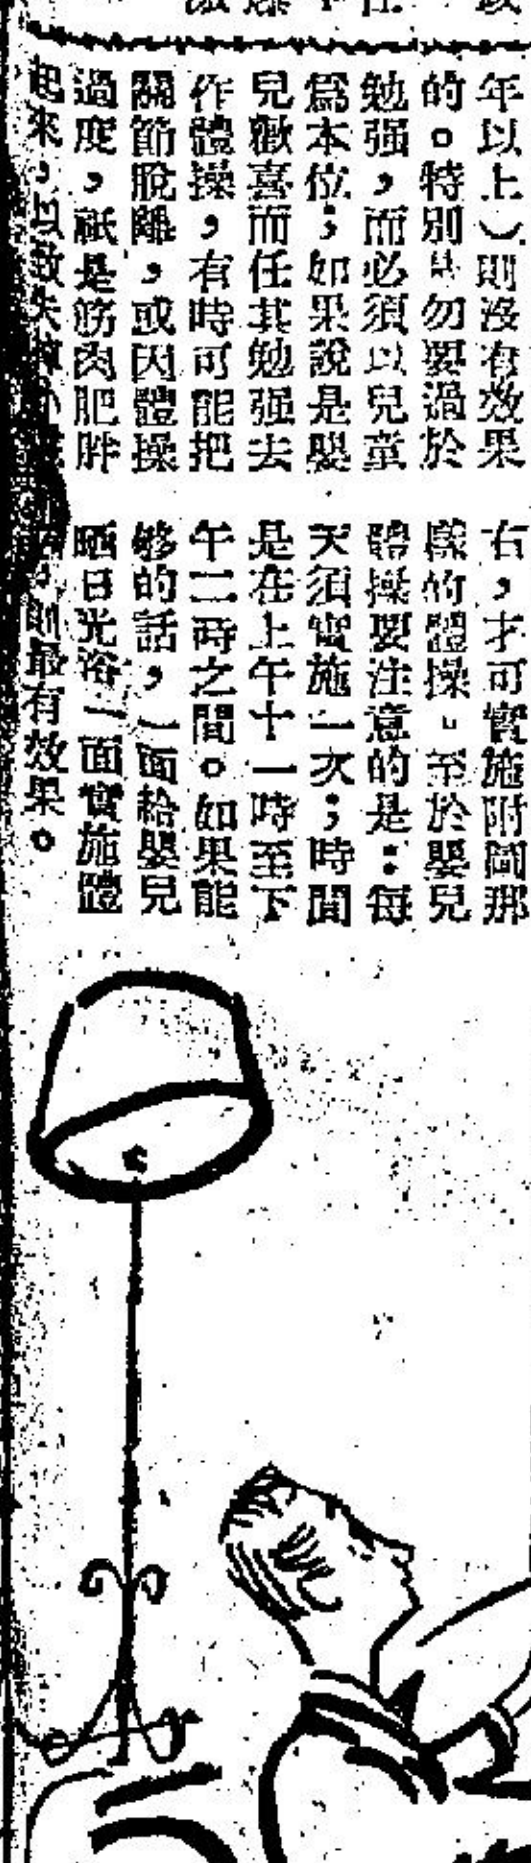 年以上）則沒有效果
的。特別　勿要過於
勉强，而必須以兒童
爲本位；如果說是嬰
兒歡喜而任其勉强去
作體操，有時可能把
關節脫離，或因體操
過度，祇是筋肉肥胖
起來，以致失
右，才可實施附圖那
樣的體操。至於嬰兒
體操要注意的是：每
天須實施一次；時間
是在上午十一時至下
午二時之間。如果能
够的話，一面給嬰兒
晒日光浴一面實施體
，則最有效果。